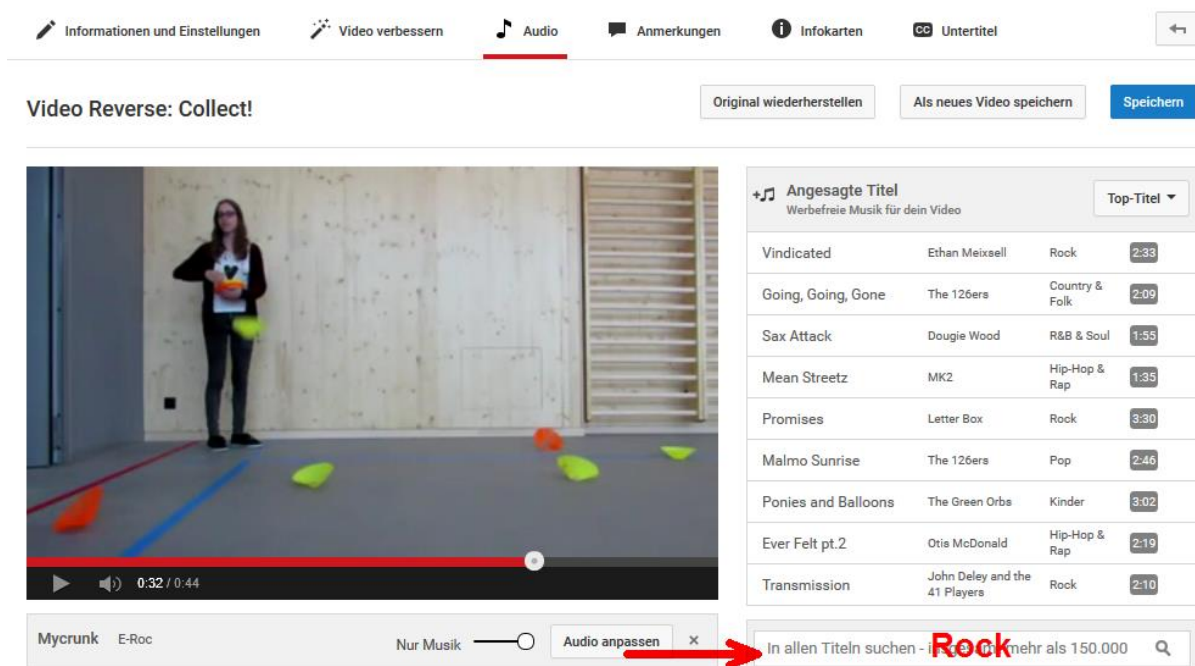 Informationen und Einstellungen Video verbessern Audio Anmerkungen Infokarten CC Untertitel
Video Reverse: Collect!
Original wiederherstellen Als neues Video speichern Speichern
Angesagte Titel
Werbefreie Musik für dein Video
Top-Titel
Vindicated Ethan Meixsell Rock 2:33
Going, Going, Gone The 126ers Country & Folk 2:09
Sax Attack Dougie Wood R&B & Soul 1:55
Mean Streetz MK2 Hip-Hop & Rap 1:35
Promises Letter Box Rock 3:30
Malmo Sunrise The 126ers Pop 2:46
Ponies and Balloons The Green Orbs Kinder 3:02
Ever Felt pt.2 Otis McDonald Hip-Hop & Rap 2:19
Transmission John Deley and the 41 Players Rock 2:10
0:32 / 0:44
Mycrunk E-Roc Nur Musik Audio anpassen
In allen Titeln suchen - mehr als 150.000
Rock